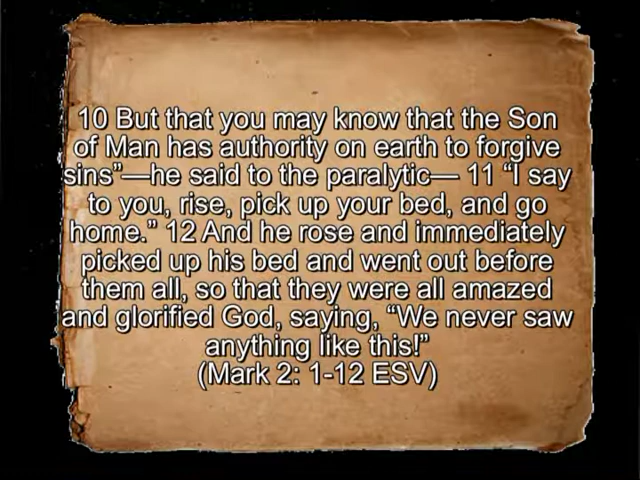 10 But that you may know that the Son
of Man has authority on earth to forgive
sins”—he said to the paralytic— 11 “I say
to you, rise, pick up your bed, and go
home.” 12 And he rose and immediately
picked up his bed and went out before
them all, so that they were all amazed
and glorified God, saying, “We never saw
anything like this!”
(Mark 2: 1-12 ESV)